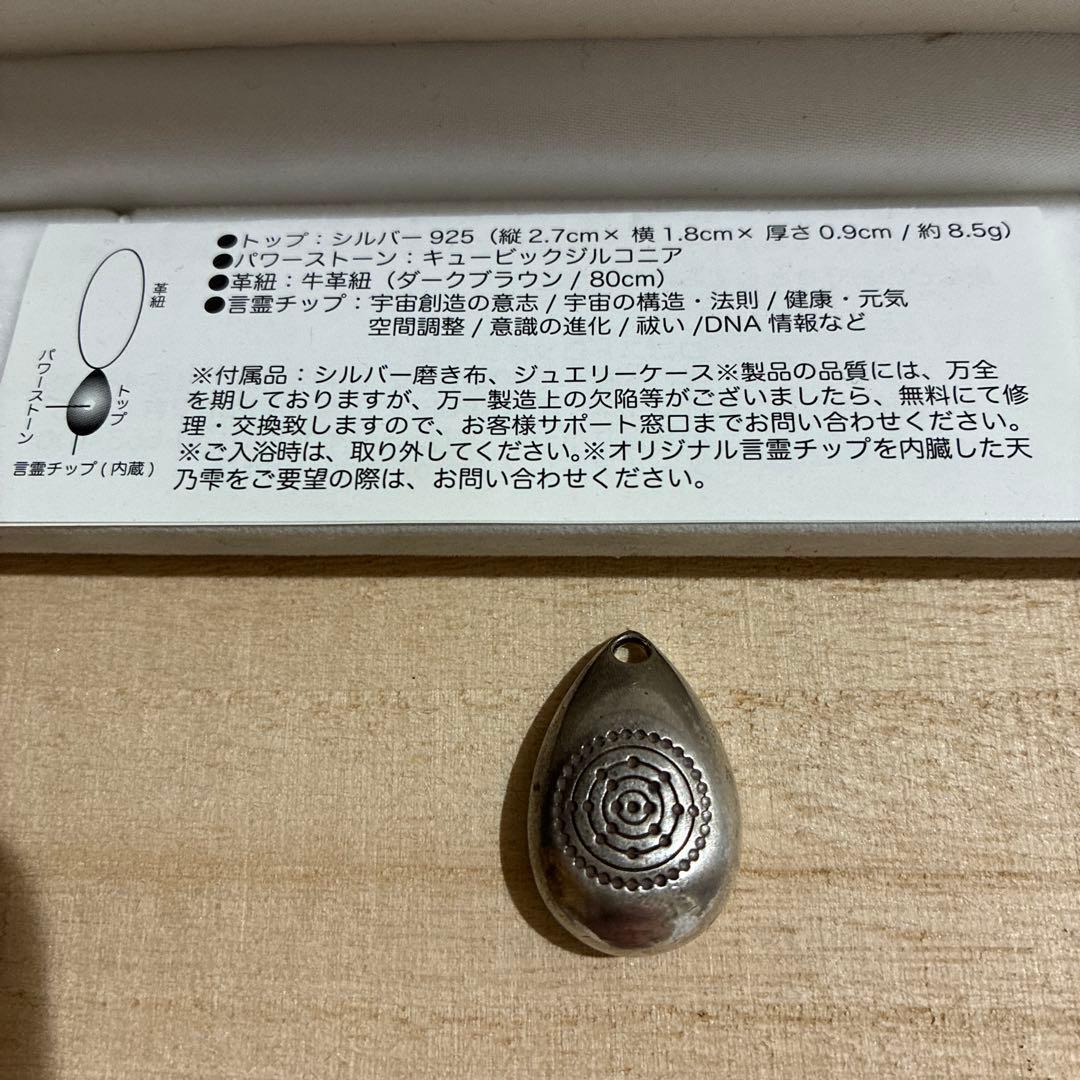 ●トップ：シルバー 925（縦 2.7cm× 横 1.8cm× 厚さ 0.9cm / 約 8.5g）
●パワーストーン：キュービックジルコニア
●革紐：牛革紐（ダークブラウン / 80cm）
●言霊チップ：宇宙創造の意志 / 宇宙の構造・法則 / 健康・元気
空間調整 / 意識の進化 / 祓い /DNA 情報など
革紐
パワーストーン
トップ
言霊チップ ( 内蔵 )
※付属品：シルバー磨き布、ジュエリーケース※製品の品質には、万全
を期しておりますが、万一製造上の欠陥等がございましたら、無料にて修
理・交換致しますので、お客様サポート窓口までお問い合わせください。
※ご入浴時は、取り外してください。※オリジナル言霊チップを内臓した天
乃雫をご要望の際は、お問い合わせください。